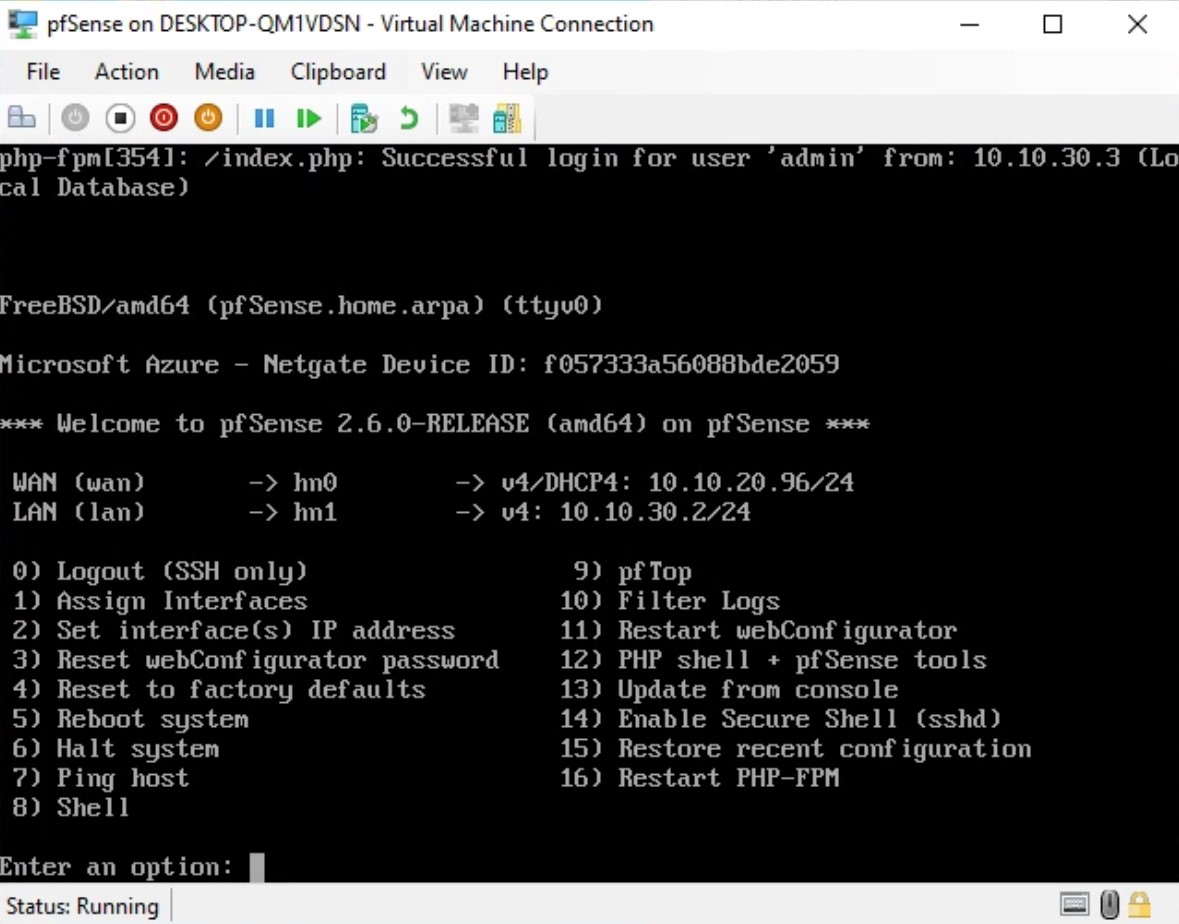 pfSense on DESKTOP-QM1VDSN - Virtual Machine Connection
File Action Media Clipboard View Help
php-fpm[354]: /index.php: Successful login for user 'admin' from: 10.10.30.3 (Lo
cal Database)
FreeBSD/amd64 (pfSense.home.arpa) (ttyv0)
Microsoft Azure - Netgate Device ID: f057333a56088bde2059
*** Welcome to pfSense 2.6.0-RELEASE (amd64) on pfSense ***
WAN (wan) -> hn0 -> v4/DHCP4: 10.10.20.96/24
LAN (lan) -> hn1 -> v4: 10.10.30.2/24
0) Logout (SSH only) 9) pfTop
1) Assign Interfaces 10) Filter Logs
2) Set interface(s) IP address 11) Restart webConfigurator
3) Reset webConfigurator password 12) PHP shell + pfSense tools
4) Reset to factory defaults 13) Update from console
5) Reboot system 14) Enable Secure Shell (sshd)
6) Halt system 15) Restore recent configuration
7) Ping host 16) Restart PHP-FPM
8) Shell
Enter an option:
Status: Running